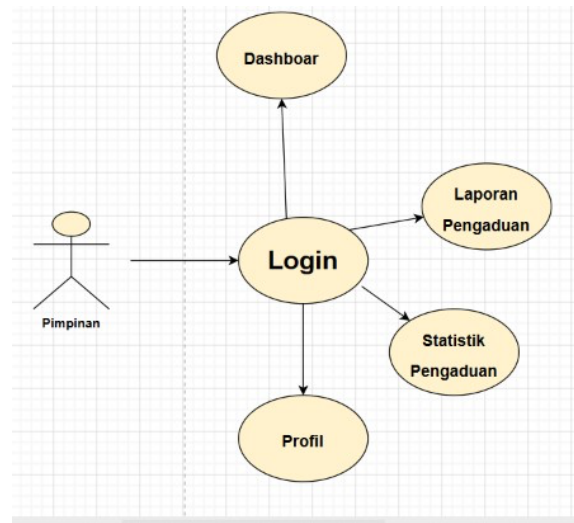 Dashboar
Laporan
Pengaduan
Login
Pimpinan
Statistik
Pengaduan
Profil